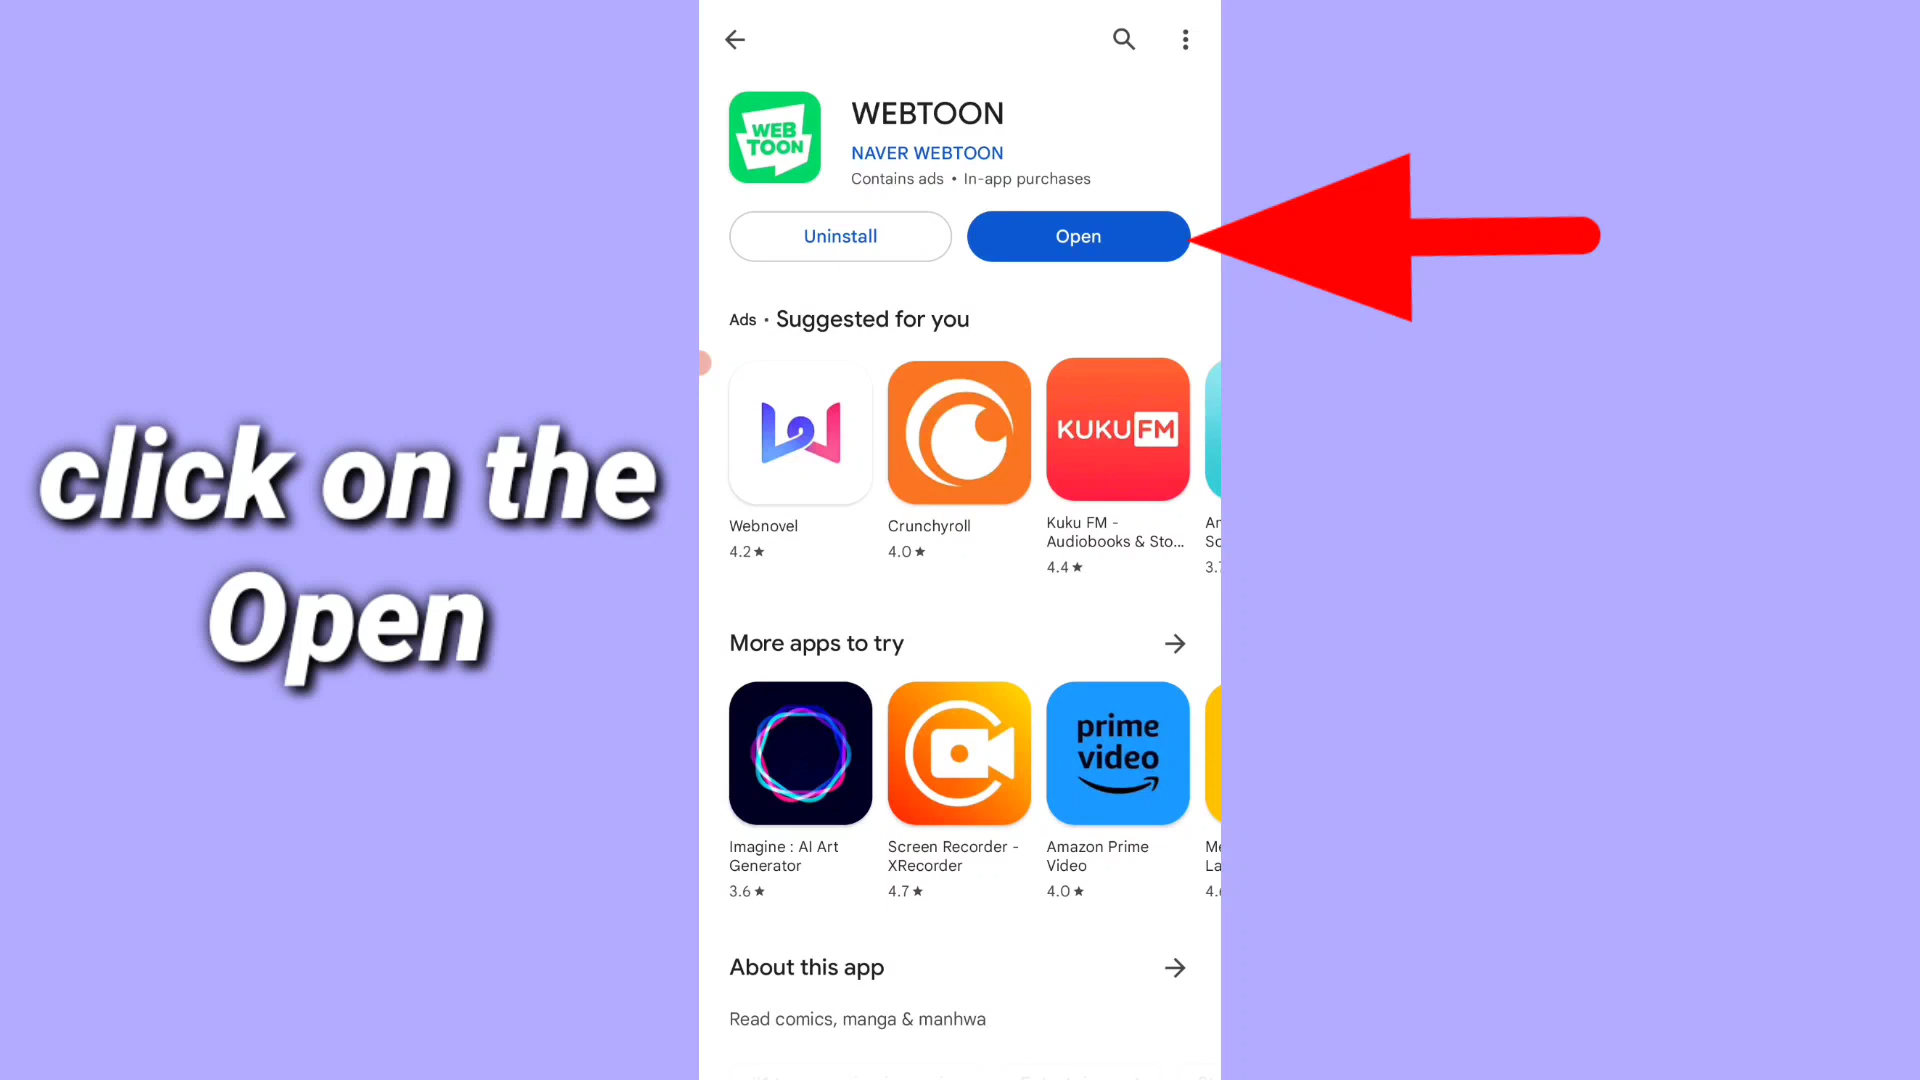 WEB
TOON
WEBTOON
NAVER WEBTOON
Contains ads • In-app purchases
Uninstall
Open
Ads • Suggested for you
KUKU FM
Webnovel
4.2★
Crunchyroll
4.0★
Kuku FM -
Audiobooks & Sto...
4.4★
click on the
Open
More apps to try
prime
video
Imagine : AI Art
Generator
3.6★
Screen Recorder -
XRecorder
4.7★
Amazon Prime
Video
4.0★
About this app
Read comics, manga & manhwa